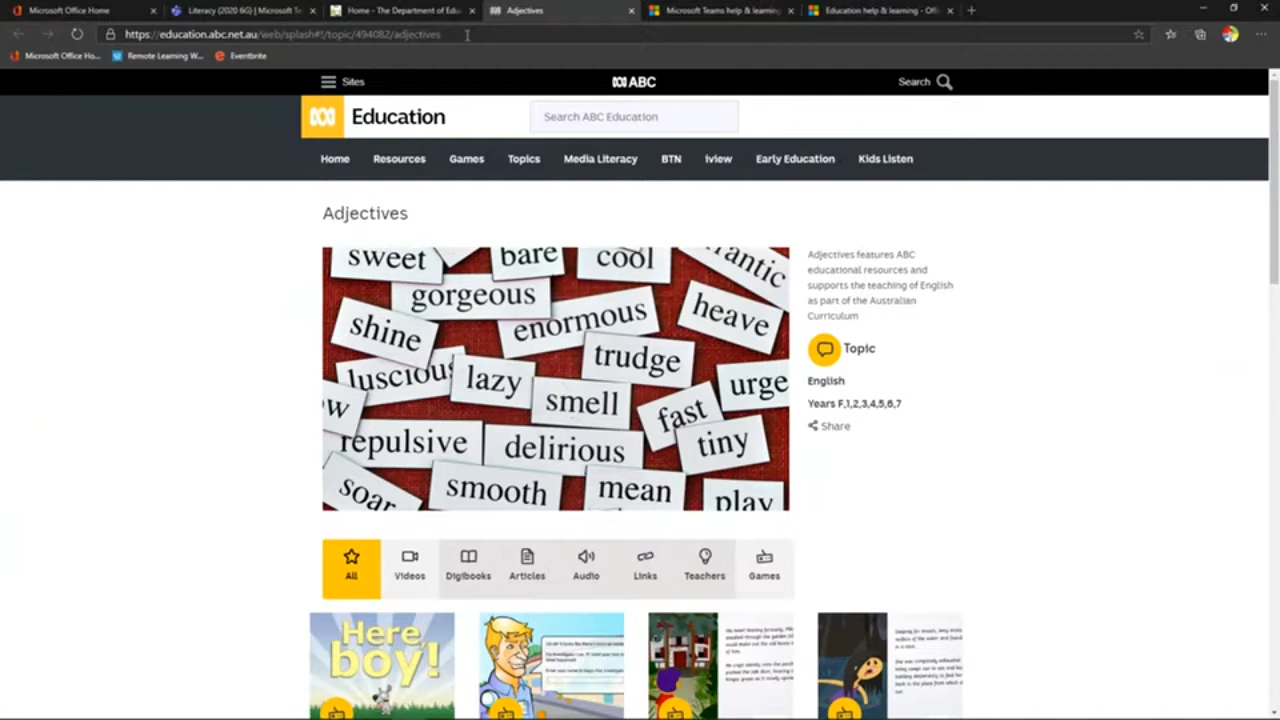 Microsoft Office Home
Literacy (2020 6G) | Microsoft Te
Home - The Department of Edu
Adjectives
Microsoft Teams help & learning
Education help & learning - Offi
https://education.abc.net.au/web/splash#!/topic/494082/adjectives
Microsoft Office Ho...
Remote Learning W...
Eventbrite
Sites
ABC
Search
Education
Search ABC Education
Home
Resources
Games
Topics
Media Literacy
BTN
Iview
Early Education
Kids Listen
Adjectives
sweet
bare
cool
rantic
gorgeous
enormous
heave
shine
trudge
luscious
lazy
urge
smell
fast
repulsive
delirious
tiny
soar
smooth
mean
play
Adjectives features ABC
educational resources and
supports the teaching of English
as part of the Australian
Curriculum
Topic
English
Years F,1,2,3,4,5,6,7
Share
All
Videos
Digibooks
Articles
Audio
Links
Teachers
Games
Here
boy!